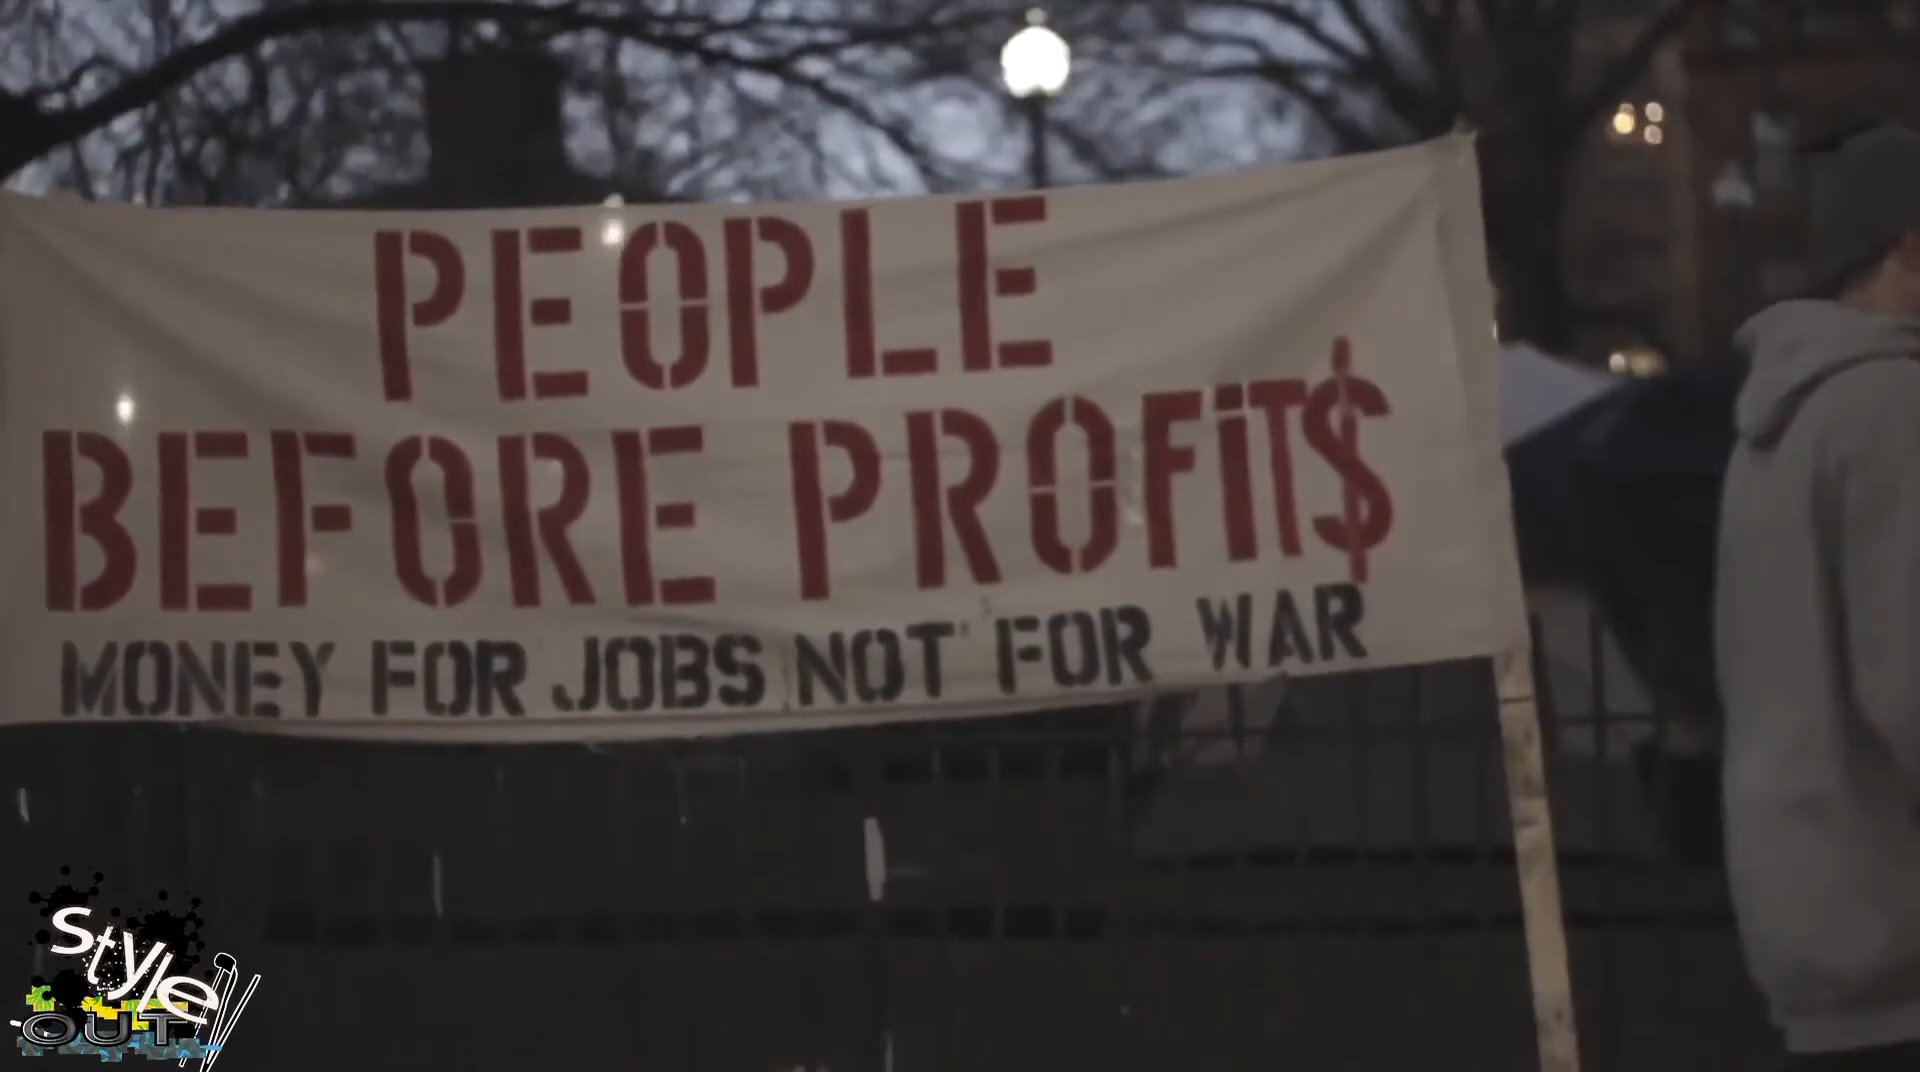 PEOPLE
BEFORE PROFiT$
MONEY FOR JOBS NOT FOR WAR
Style
OUT